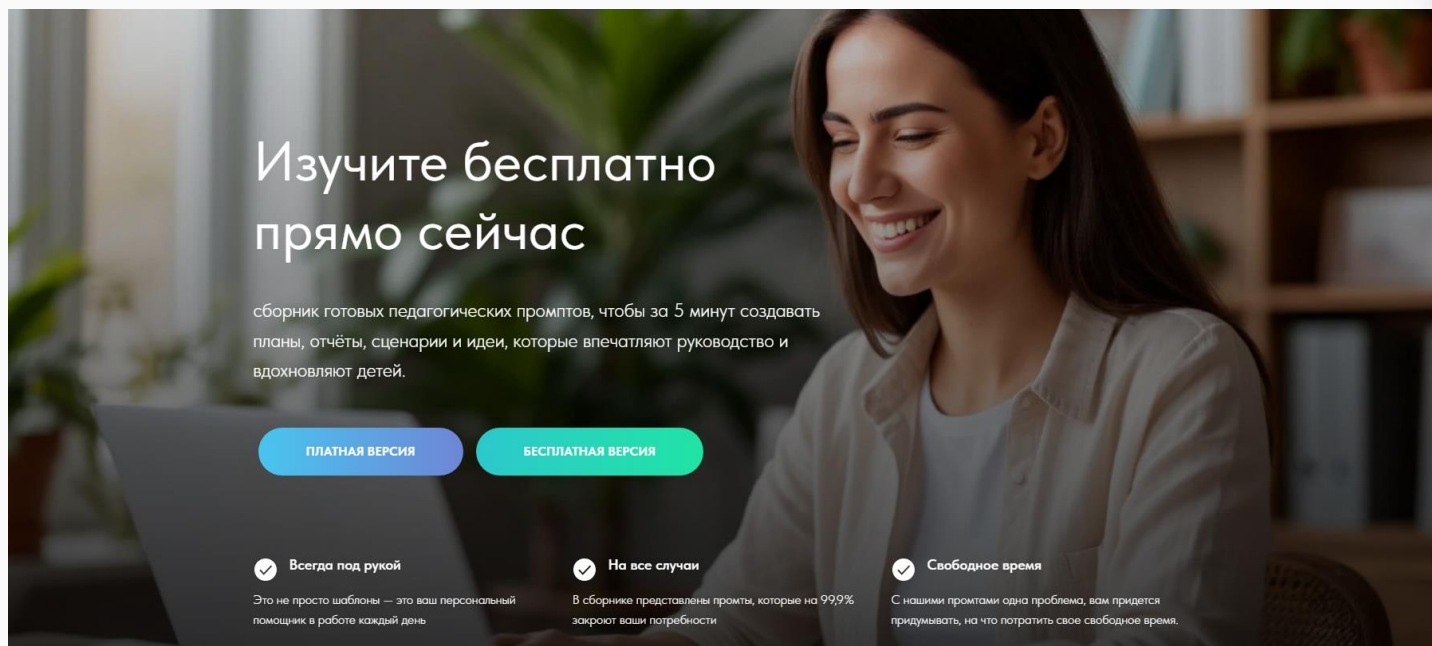 Изучите бесплатно
прямо сейчас
сборник готовых педагогических промптов, чтобы за 5 минут создавать
планы, отчёты, сценарии и идеи, которые впечатляют руководство и
вдохновляют детей.
ПЛАТНАЯ ВЕРСИЯ
БЕСПЛАТНАЯ ВЕРСИЯ
Всегда под рукой
Это не просто шаблоны — это ваш персональный
помощник в работе каждый день
На все случаи
В сборнике представлены промты, которые на 99,9%
закроют ваши потребности
Свободное время
С нашими промтами одна проблема, вам придется
придумывать, на что потратить свое свободное время.